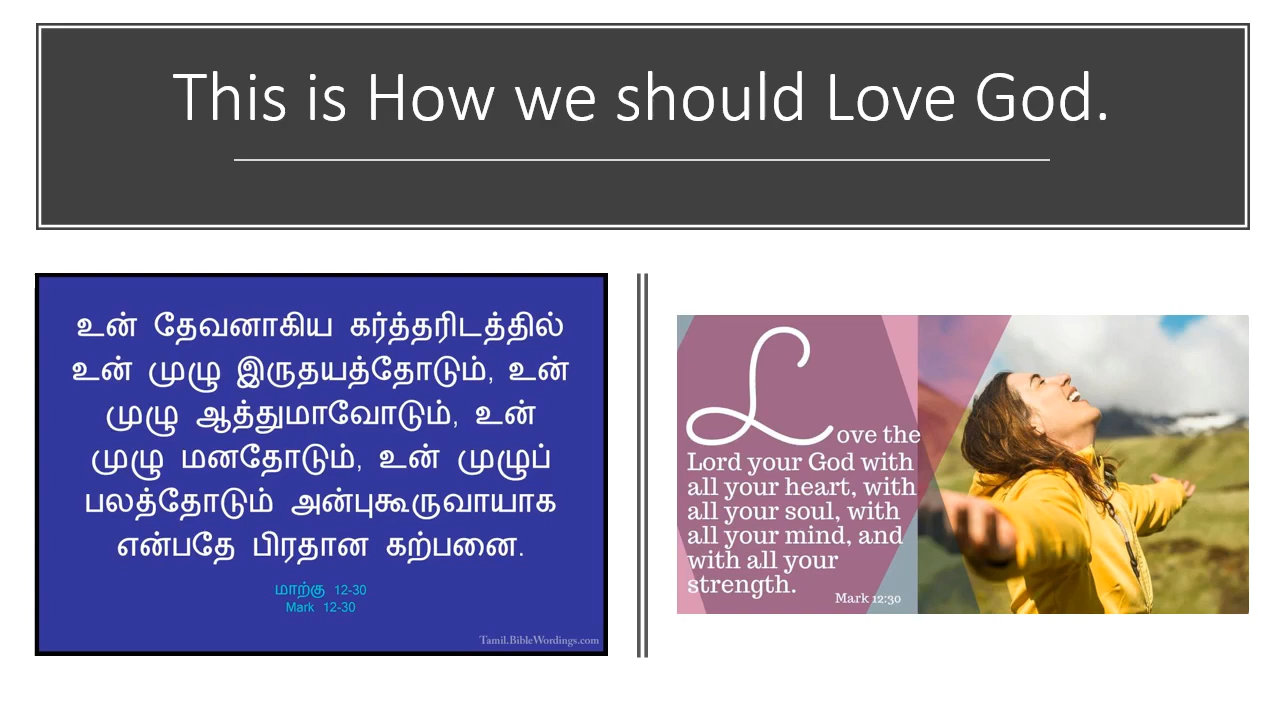 This is How we should Love God.
உன் தேவனாகிய கர்த்தரிடத்தில்
உன் முழு இருதயத்தோடும், உன்
முழு ஆத்துமாவோடும், உன்
முழு மனதோடும், உன் முழுப்
பலத்தோடும் அன்புகூருவாயாக
என்பதே பிரதான கற்பனை.
மாற்கு 12-30
Mark 12-30
Tamil.BibleWordings.com
Love the
Lord your God with
all your heart, with
all your soul, with
all your mind, and
with all your
strength.
Mark 12:30